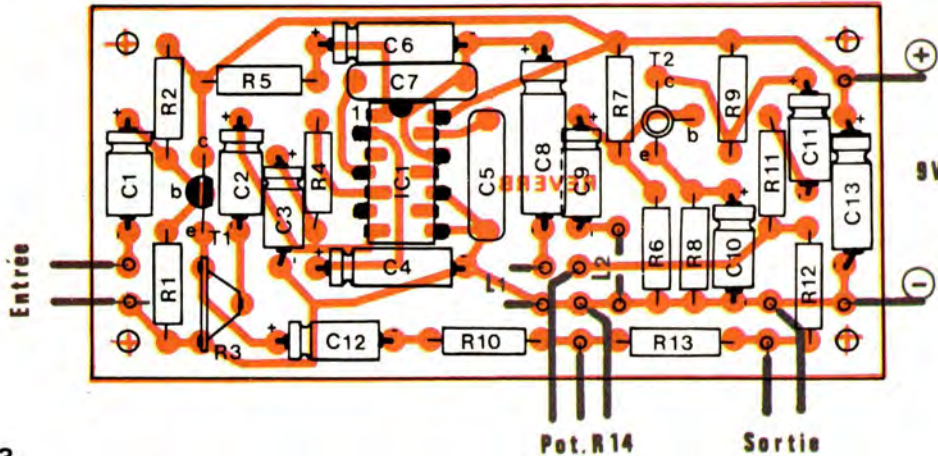 C6
C7
T2
R2
R5
c
R7
R9
1
C1
c
b
C2
R4
IC1
C5
C8
C9
REVERB
e
b
R11
C11
C13
9V
e
T1
C3
R1
C4
L1
L2
R6
R8
C10
R12
Entrée
R3
C12
R10
R13
Pot.R14
Sortie